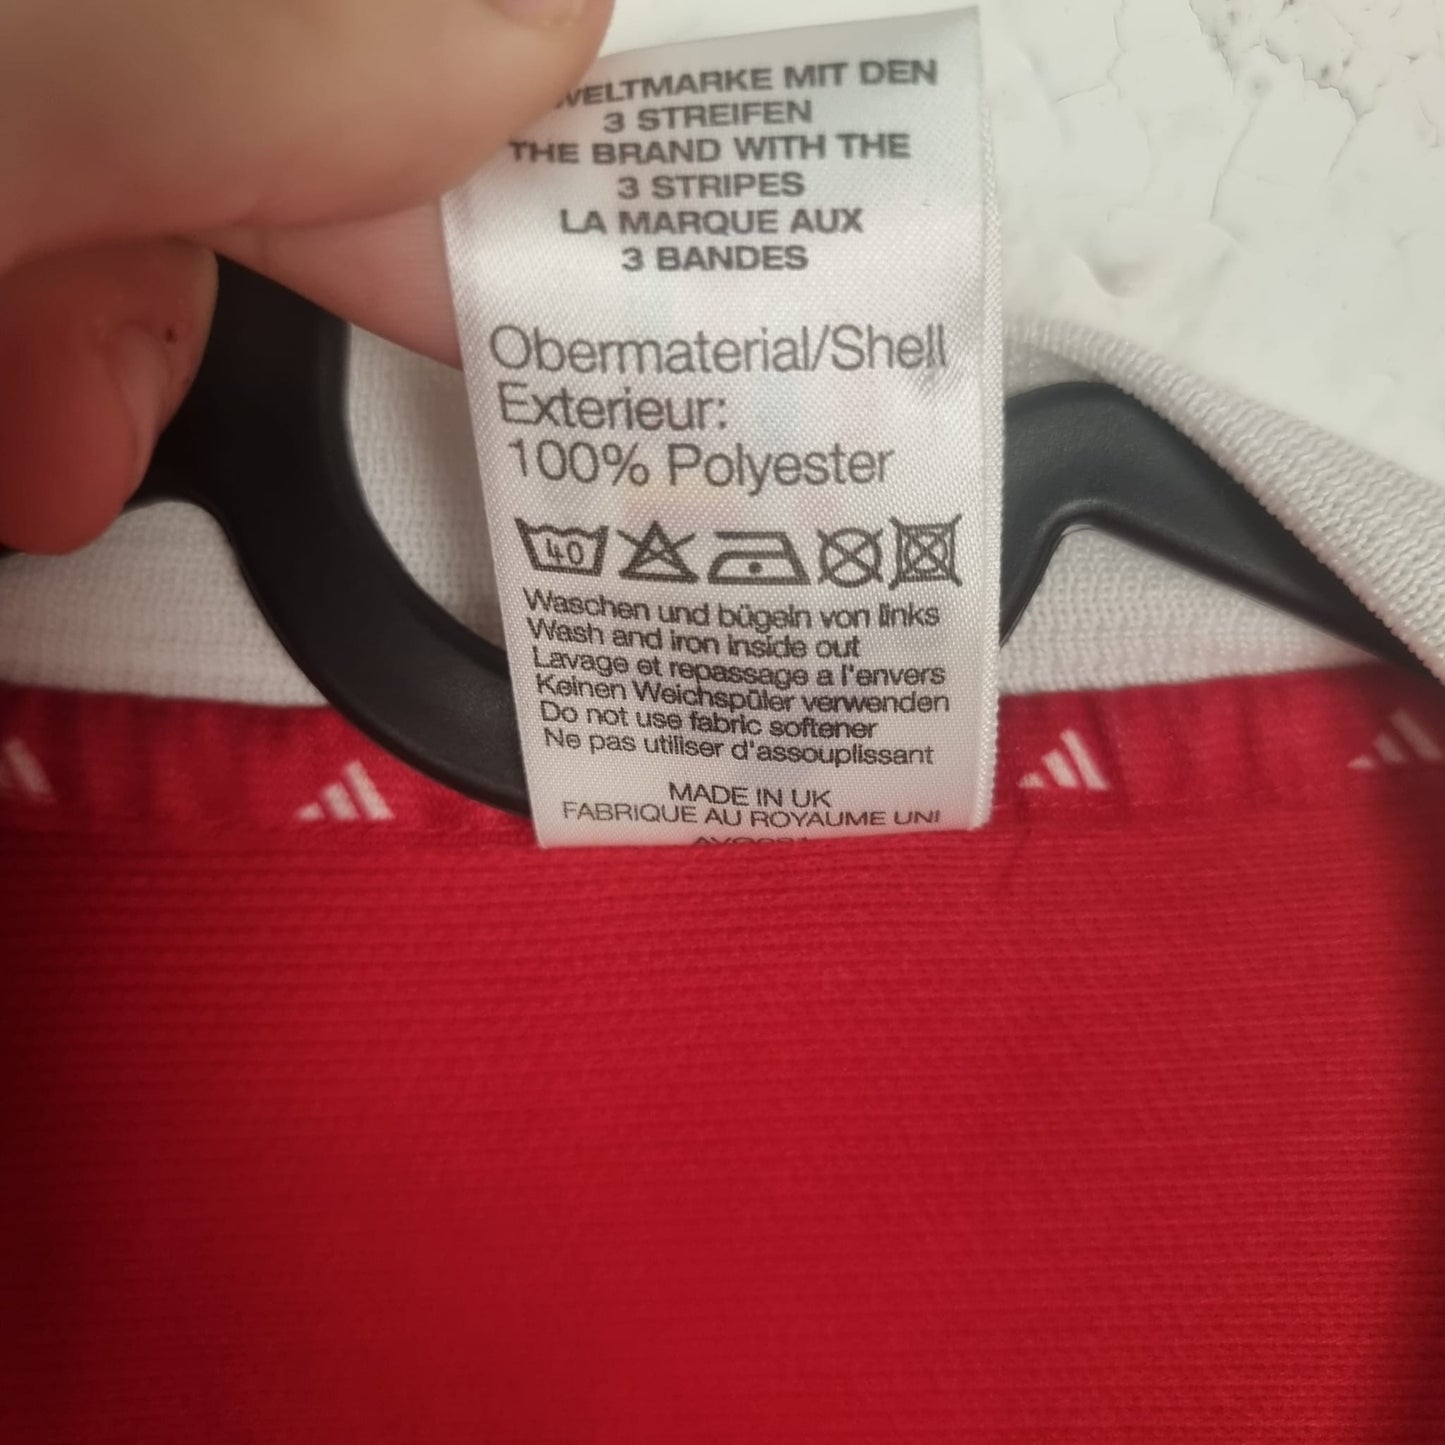 WELTMARKE MIT DEN
3 STREIFEN
THE BRAND WITH THE
3 STRIPES
LA MARQUE AUX
3 BANDES
Obermaterial/Shell
Exterieur:
100% Polyester
40
Waschen und bügeln von links
Wash and iron inside out
Lavage et repassage a l'envers
Keinen Weichspüler verwenden
Do not use fabric softener
Ne pas utiliser d'assouplissant
MADE IN UK
FABRIQUE AU ROYAUME UNI